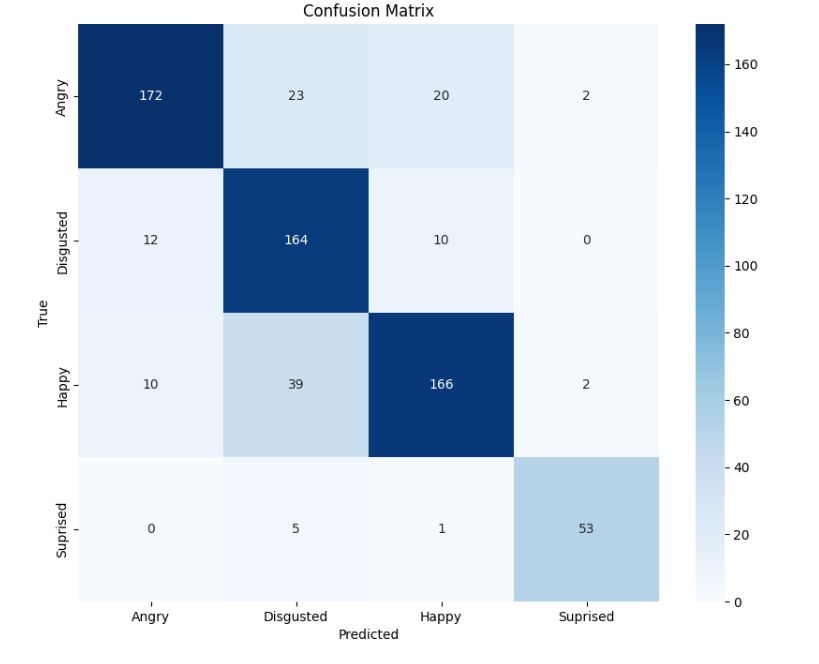 Confusion Matrix
Angry
172 23 20 2
Disgusted
12 164 10 0
Happy
10 39 166 2
Suprised
0 5 1 53
True
Angry Disgusted Happy Suprised
Predicted
160
140
120
100
80
60
40
20
0